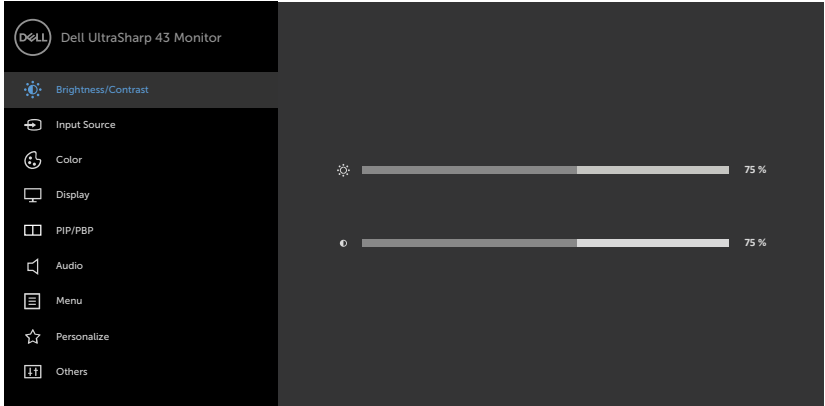 DELL
Dell UltraSharp 43 Monitor
Brightness/Contrast
Input Source
Color
Display
PIP/PBP
Audio
Menu
Personalize
Others
75 %
75 %